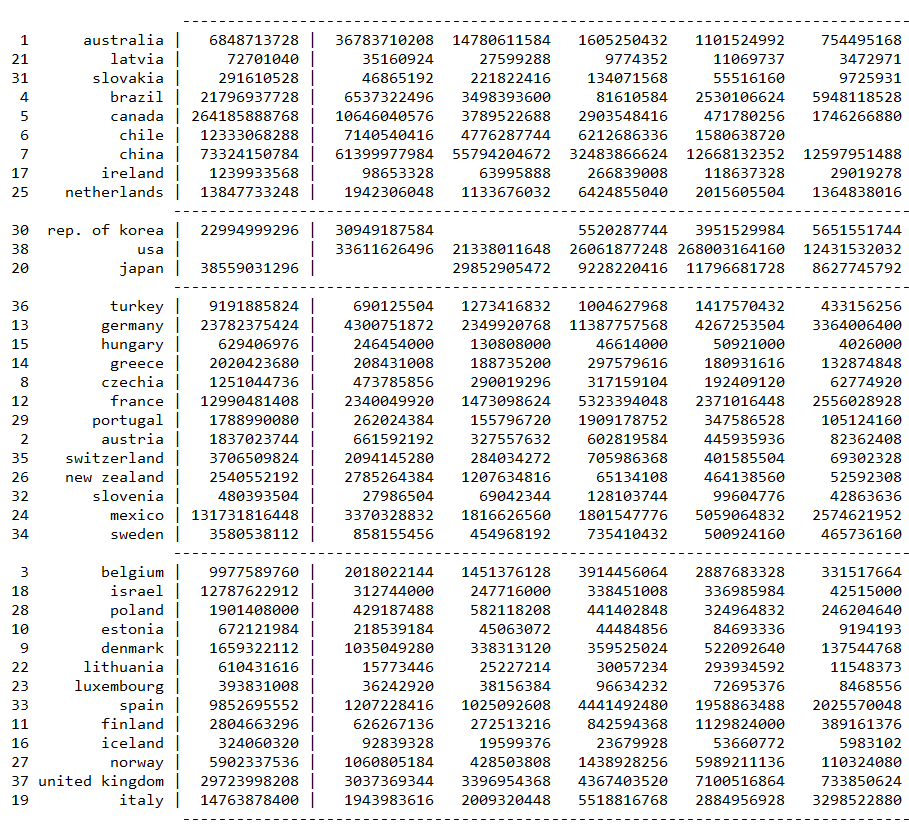 --------------------------------------------------------------------------------
1 australia | 6848713728 | 36783710208 14780611584 1605250432 1101524992 754495168
21 latvia | 72701040 | 35160924 27599288 9774352 11069737 3472971
31 slovakia | 291610528 | 46865192 221822416 134071568 55516160 9725931
4 brazil | 21796937728 | 6537322496 3498393600 81610584 2530106624 5948118528
5 canada | 264185888768 | 10646040576 3789522688 2903548416 471780256 1746266880
6 chile | 12333068288 | 7140540416 4776287744 6212686336 1580638720
7 china | 73324150784 | 61399977984 55794204672 32483866624 12668132352 12597951488
17 ireland | 1239933568 | 98653328 63995888 266839008 118637328 29019278
25 netherlands | 13847733248 | 1942306048 1133676032 6424855040 2015605504 1364838016
---------------------------------------------------------------------------------
30 rep. of korea | 22994999296 | 30949187584 5520287744 3951529984 5651551744
38 usa | | 33611626496 21338011648 26061877248 268003164160 12431532032
20 japan | 38559031296 | 29852905472 9228220416 11796681728 8627745792
---------------------------------------------------------------------------------
36 turkey | 9191885824 | 690125504 1273416832 1004627968 1417570432 433156256
13 germany | 23782375424 | 4300751872 2349920768 11387757568 4267253504 3364006400
15 hungary | 629406976 | 246454000 130808000 46614000 50921000 4026000
14 greece | 2020423680 | 208431008 188735200 297579616 180931616 132874848
8 czechia | 1251044736 | 473785856 290019296 317159104 192409120 62774920
12 france | 12990481408 | 2340049920 1473098624 5323394048 2371016448 2556028928
29 portugal | 1788990080 | 262024384 155796720 1909178752 347586528 105124160
2 austria | 1837023744 | 661592192 327557632 602819584 445935936 82362408
35 switzerland | 3706509824 | 2094145280 284034272 705986368 401585504 69302328
26 new zealand | 2540552192 | 2785264384 1207634816 65134108 464138560 52592308
32 slovenia | 480393504 | 27986504 69042344 128103744 99604776 42863636
24 mexico | 131731816448 | 3370328832 1816626560 1801547776 5059064832 2574621952
34 sweden | 3580538112 | 858155456 454968192 735410432 500924160 465736160
---------------------------------------------------------------------------------
3 belgium | 9977589760 | 2018022144 1451376128 3914456064 2887683328 331517664
18 israel | 12787622912 | 312744000 247716000 338451008 336985984 42515000
28 poland | 1901408000 | 429187488 582118208 441402848 324964832 246204640
10 estonia | 672121984 | 218539184 45063072 44484856 84693336 9194193
9 denmark | 1659322112 | 1035049280 338313120 359525024 522092640 137544768
22 lithuania | 610431616 | 15773446 25227214 30057234 293934592 11548373
23 luxembourg | 393831008 | 36242920 38156384 96634232 72695376 8468556
33 spain | 9852695552 | 1207228416 1025092608 4441492480 1958863488 2025570048
11 finland | 2804663296 | 626267136 272513216 842594368 1129824000 389161376
16 iceland | 324060320 | 92839328 19599376 23679928 53660772 5983102
27 norway | 5902337536 | 1060805184 428503808 1438928256 5989211136 110324080
37 united kingdom | 29723998208 | 3037369344 3396954368 4367403520 7100516864 733850624
19 italy | 14763878400 | 1943983616 2009320448 5518816768 2884956928 3298522880
--------------------------------------------------------------------------------